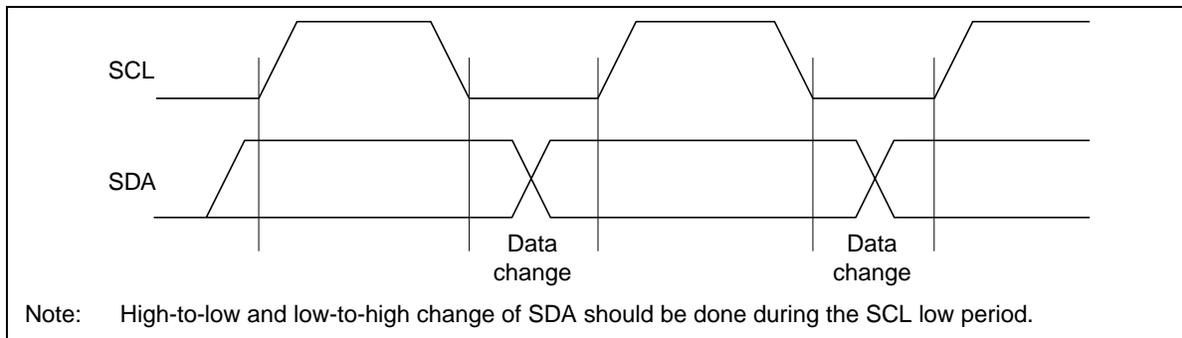 SCL
SDA
Data
change
Data
change
Note: High-to-low and low-to-high change of SDA should be done during the SCL low period.